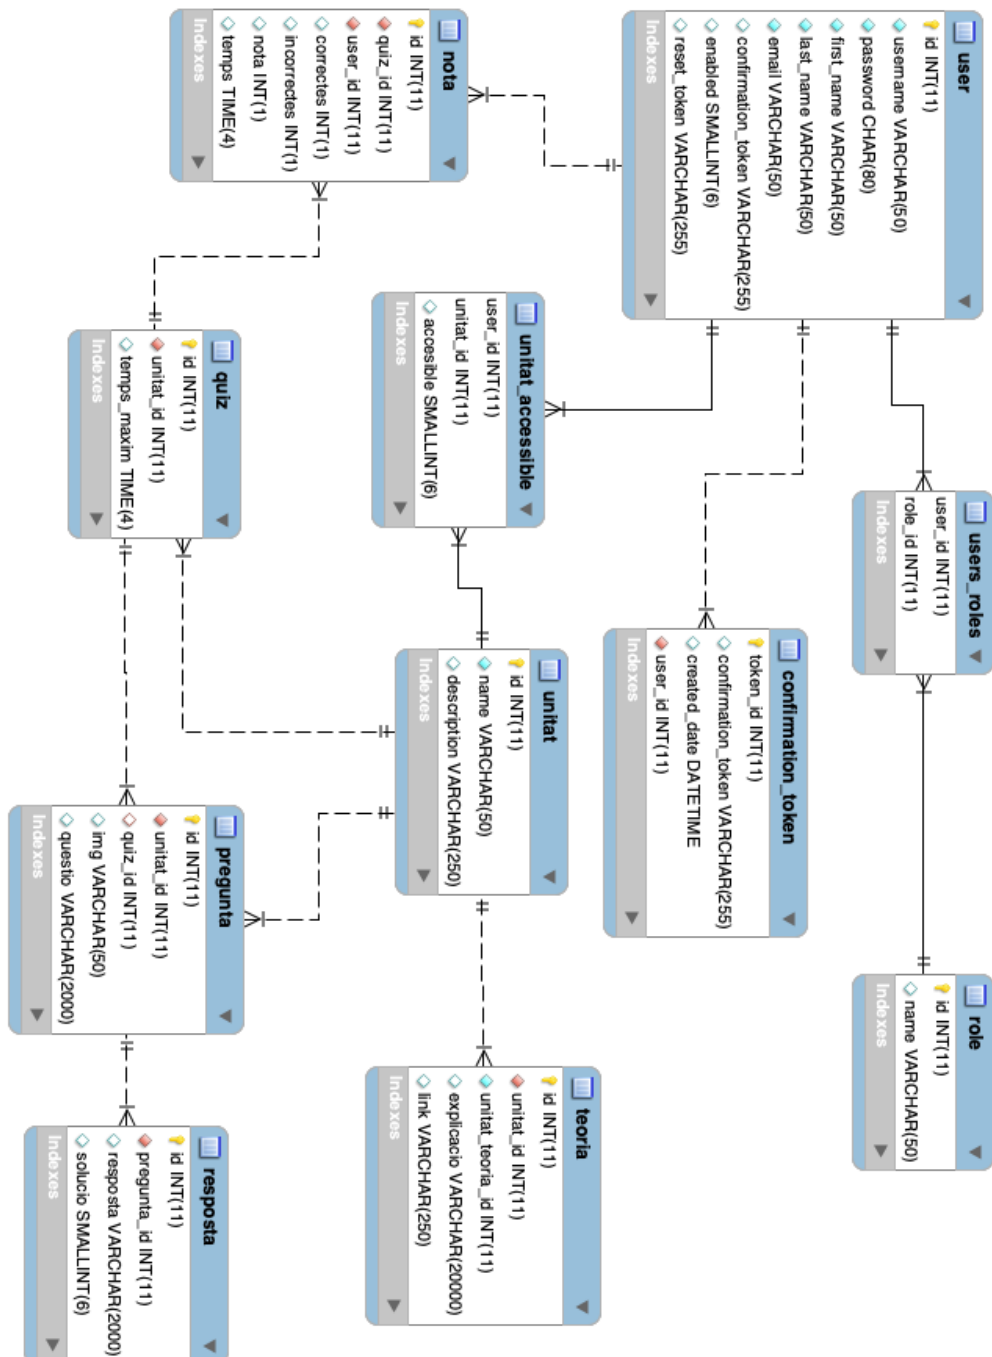 user
id INT(11)
username VARCHAR(50)
password CHAR(80)
first_name VARCHAR(50)
last_name VARCHAR(50)
email VARCHAR(50)
confirmation_token VARCHAR(255)
enabled SMALLINT(6)
reset_token VARCHAR(255)
Indexes
users_roles
user_id INT(11)
role_id INT(11)
Indexes
role
id INT(11)
name VARCHAR(50)
Indexes
confirmation_token
token_id INT(11)
confirmation_token VARCHAR(255)
created_date DATETIME
user_id INT(11)
Indexes
unitat_accessible
user_id INT(11)
unitat_id INT(11)
accesible SMALLINT(6)
Indexes
unitat
id INT(11)
name VARCHAR(50)
description VARCHAR(250)
Indexes
teoria
id INT(11)
unitat_id INT(11)
unitat_teoria_id INT(11)
explicacio VARCHAR(20000)
link VARCHAR(250)
Indexes
nota
id INT(11)
quiz_id INT(11)
user_id INT(11)
correctes INT(1)
incorrectes INT(1)
nota INT(1)
temps TIME(4)
Indexes
quiz
id INT(11)
unitat_id INT(11)
temps_maxim TIME(4)
Indexes
pregunta
id INT(11)
unitat_id INT(11)
quiz_id INT(11)
img VARCHAR(50)
questio VARCHAR(2000)
Indexes
resposta
id INT(11)
pregunta_id INT(11)
resposta VARCHAR(2000)
solucio SMALLINT(6)
Indexes